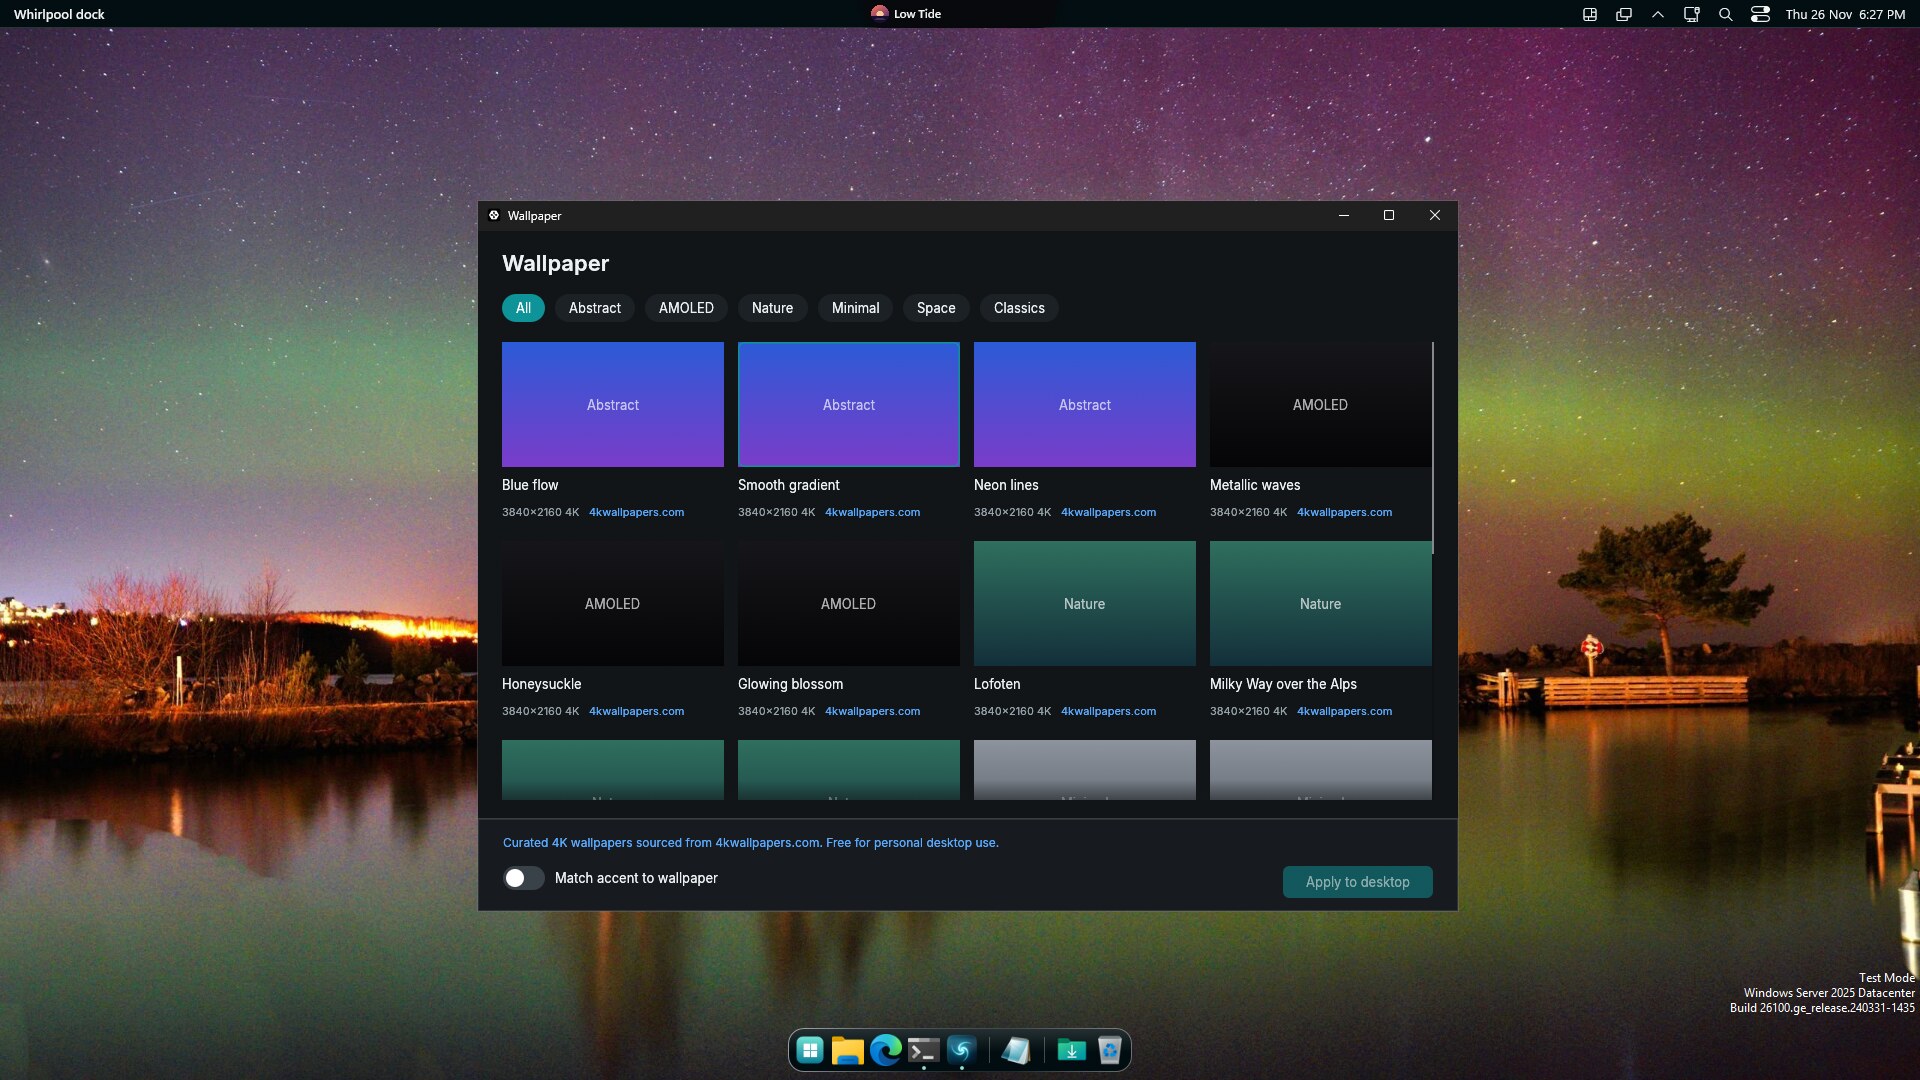 Whirlpool dock
Low Tide
Thu 26 Nov 6:27 PM
Wallpaper
Wallpaper
All Abstract AMOLED Nature Minimal Space Classics
Abstract Abstract Abstract AMOLED
Blue flow Smooth gradient Neon lines Metallic waves
3840×2160 4K 4kwallpapers.com 3840×2160 4K 4kwallpapers.com 3840×2160 4K 4kwallpapers.com 3840×2160 4K 4kwallpapers.com
AMOLED AMOLED Nature Nature
Honeysuckle Glowing blossom Lofoten Milky Way over the Alps
3840×2160 4K 4kwallpapers.com 3840×2160 4K 4kwallpapers.com 3840×2160 4K 4kwallpapers.com 3840×2160 4K 4kwallpapers.com
Curated 4K wallpapers sourced from 4kwallpapers.com. Free for personal desktop use.
Match accent to wallpaper
Apply to desktop
Test Mode
Windows Server 2025 Datacenter
Build 26100.ge_release.240331-1435